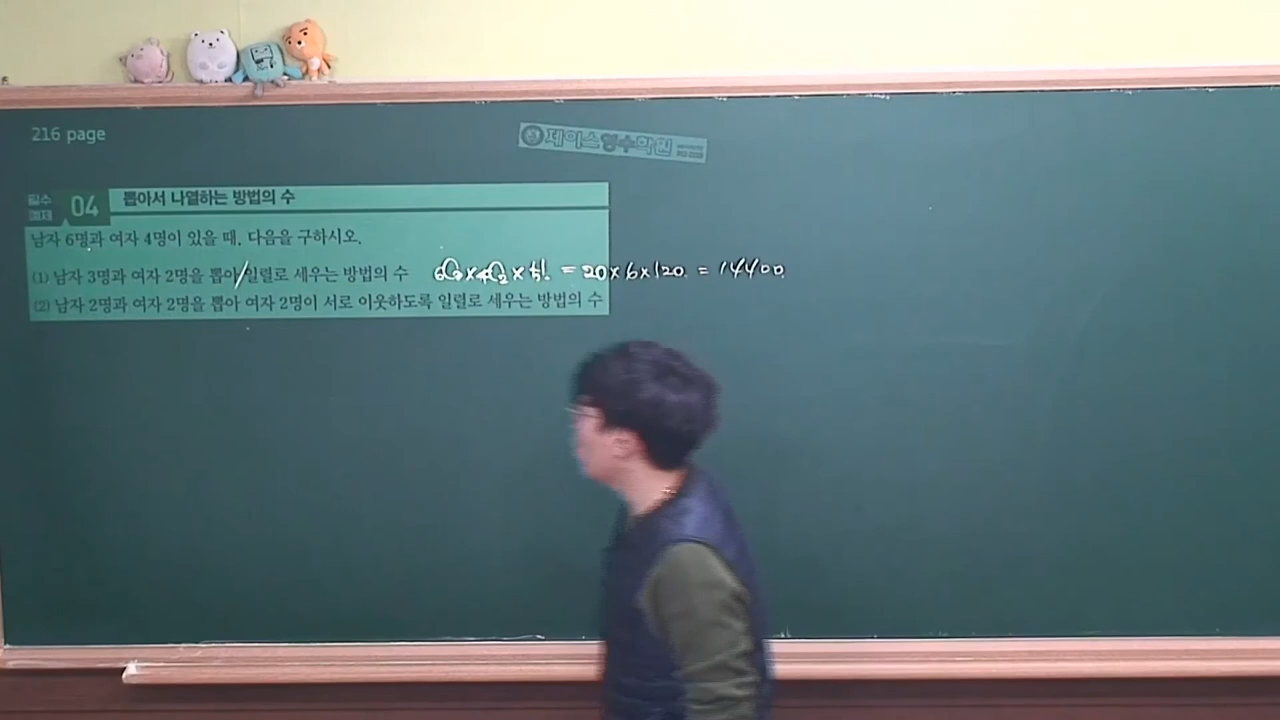 216 page
제이스영수학원
필수 예제 04 뽑아서 나열하는 방법의 수
남자 6명과 여자 4명이 있을 때, 다음을 구하시오.
(1) 남자 3명과 여자 2명을 뽑아/일렬로 세우는 방법의 수 ₆C₃×₄C₂×5! = 20×6×120. = 14400.
(2) 남자 2명과 여자 2명을 뽑아 여자 2명이 서로 이웃하도록 일렬로 세우는 방법의 수